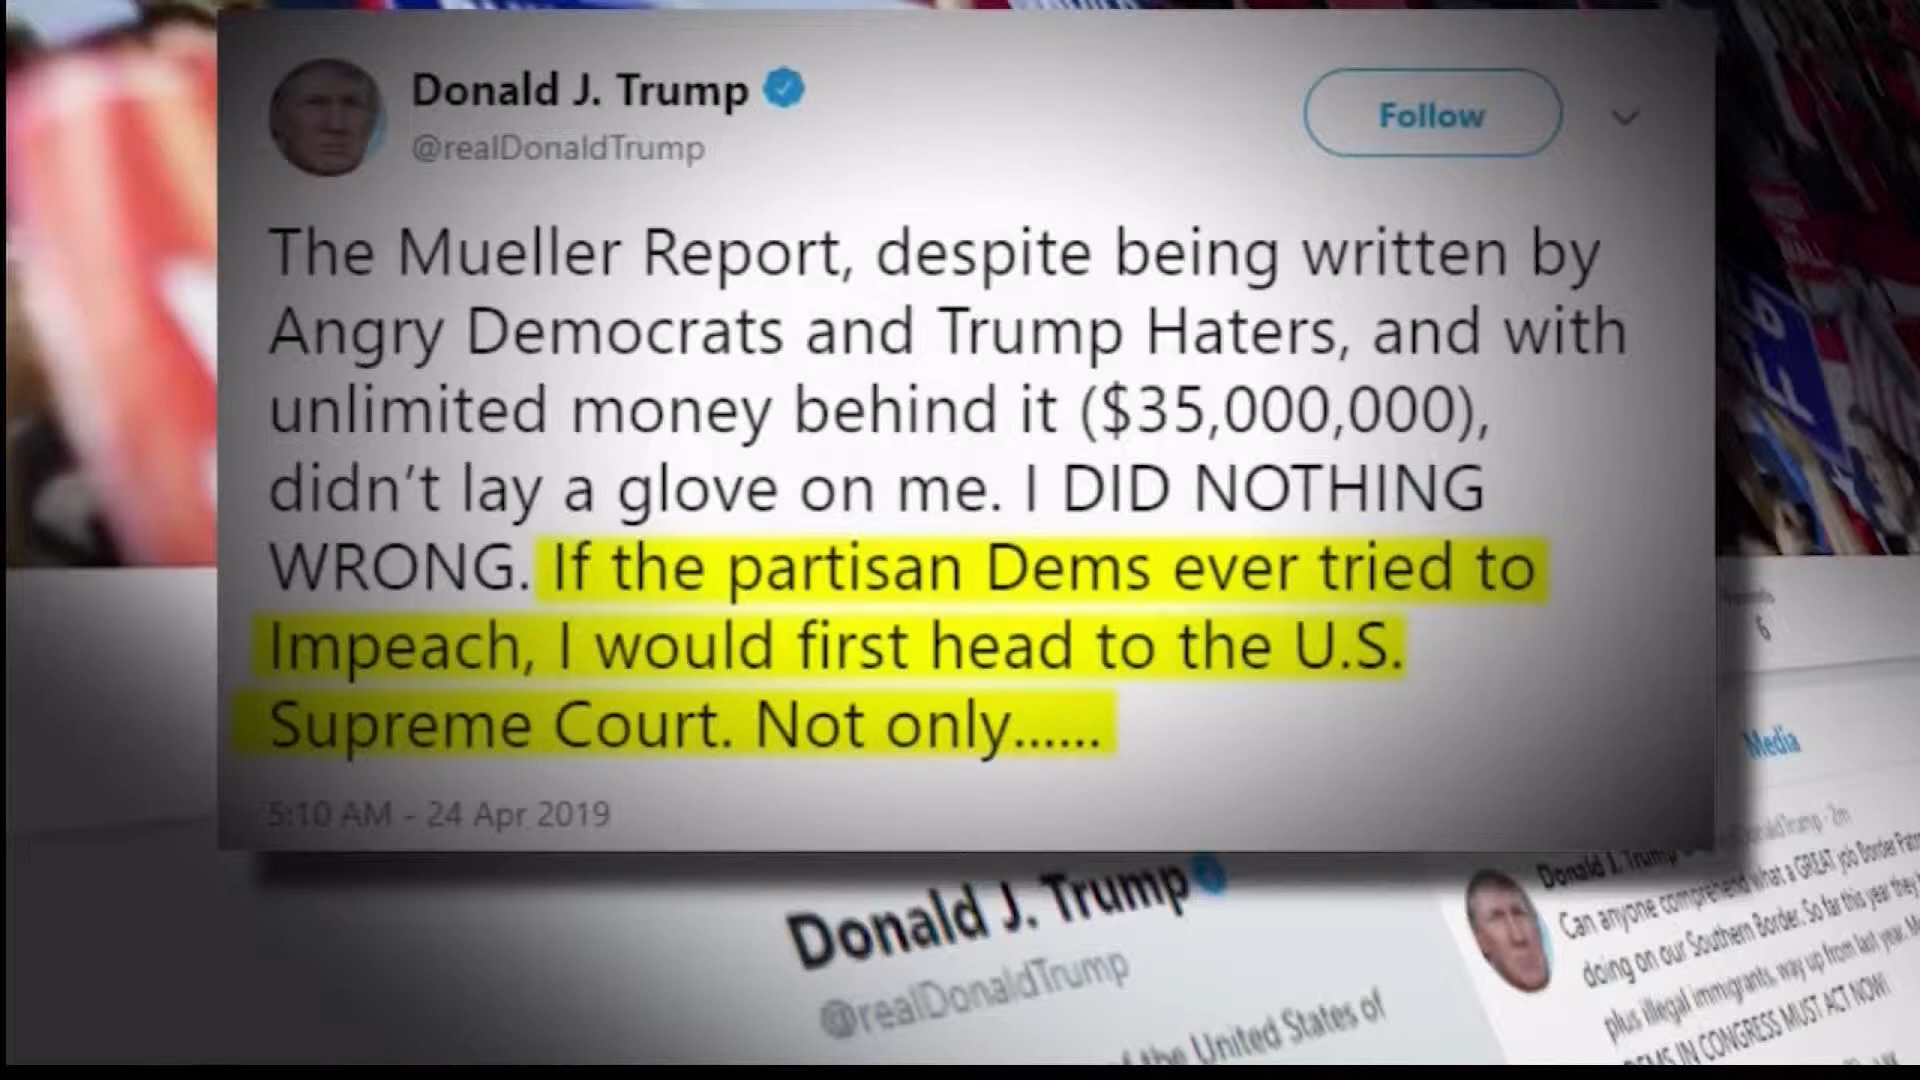 Donald J. Trump
@realDonaldTrump
Follow
The Mueller Report, despite being written by
Angry Democrats and Trump Haters, and with
unlimited money behind it ($35,000,000),
didn't lay a glove on me. I DID NOTHING
WRONG. If the partisan Dems ever tried to
Impeach, I would first head to the U.S.
Supreme Court. Not only......
5:10 AM - 24 Apr 2019
6
Media
Donald J. Trump
@realDonaldTrump
the United States of
Donald J. Trump
Can anyone comprehend what a GREAT job Border
doing on our Southern Border. So far this year they
plus illegal immigrants, way up from last year.
DEMS IN CONGRESS MUST ACT NOW!